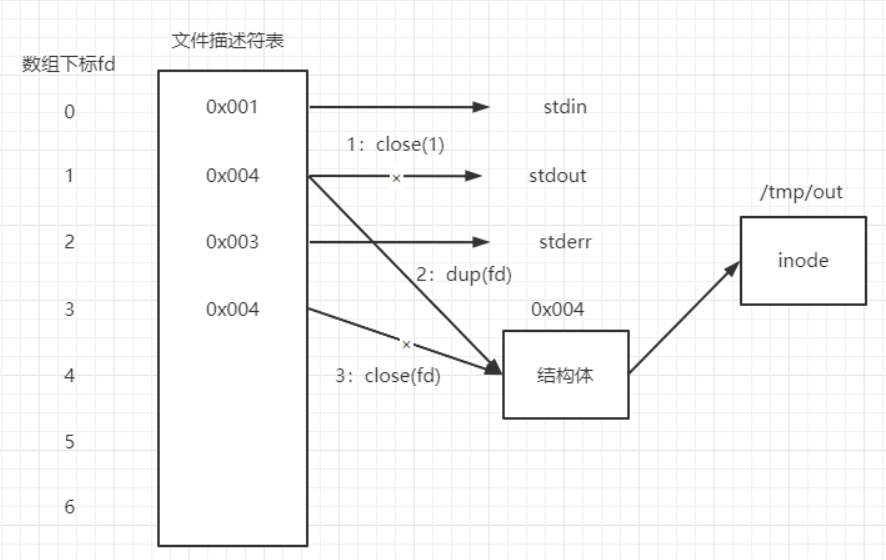 文件描述符表
数组下标fd
0 0x001 stdin
1：close(1)
1 0x004 × stdout
/tmp/out
2 0x003 stderr
inode
2：dup(fd)
3 0x004 0x004
×
4 3：close(fd) 结构体
5
6